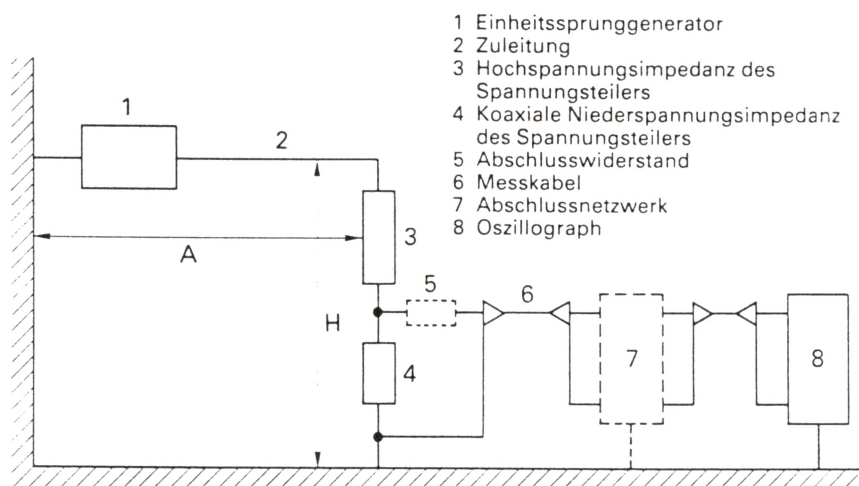 1 Einheitssprunggenerator
2 Zuleitung
3 Hochspannungsimpedanz des
Spannungsteilers
4 Koaxiale Niederspannungsimpedanz
des Spannungsteilers
5 Abschlusswiderstand
6 Messkabel
7 Abschlussnetzwerk
8 Oszillograph
1
2
3
A
5
6
H
4
7
8